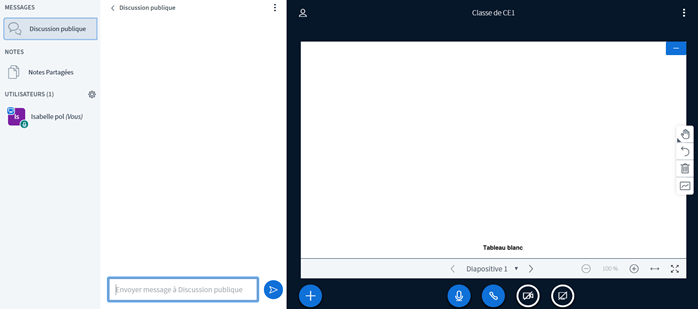 MESSAGES
Discussion publique
NOTES
Notes Partagées
UTILISATEURS (1)
Is
Isabelle pol (Vous)
Discussion publique
Envoyer message à Discussion publique
Classe de CE1
Tableau blanc
Diapositive 1
100 %